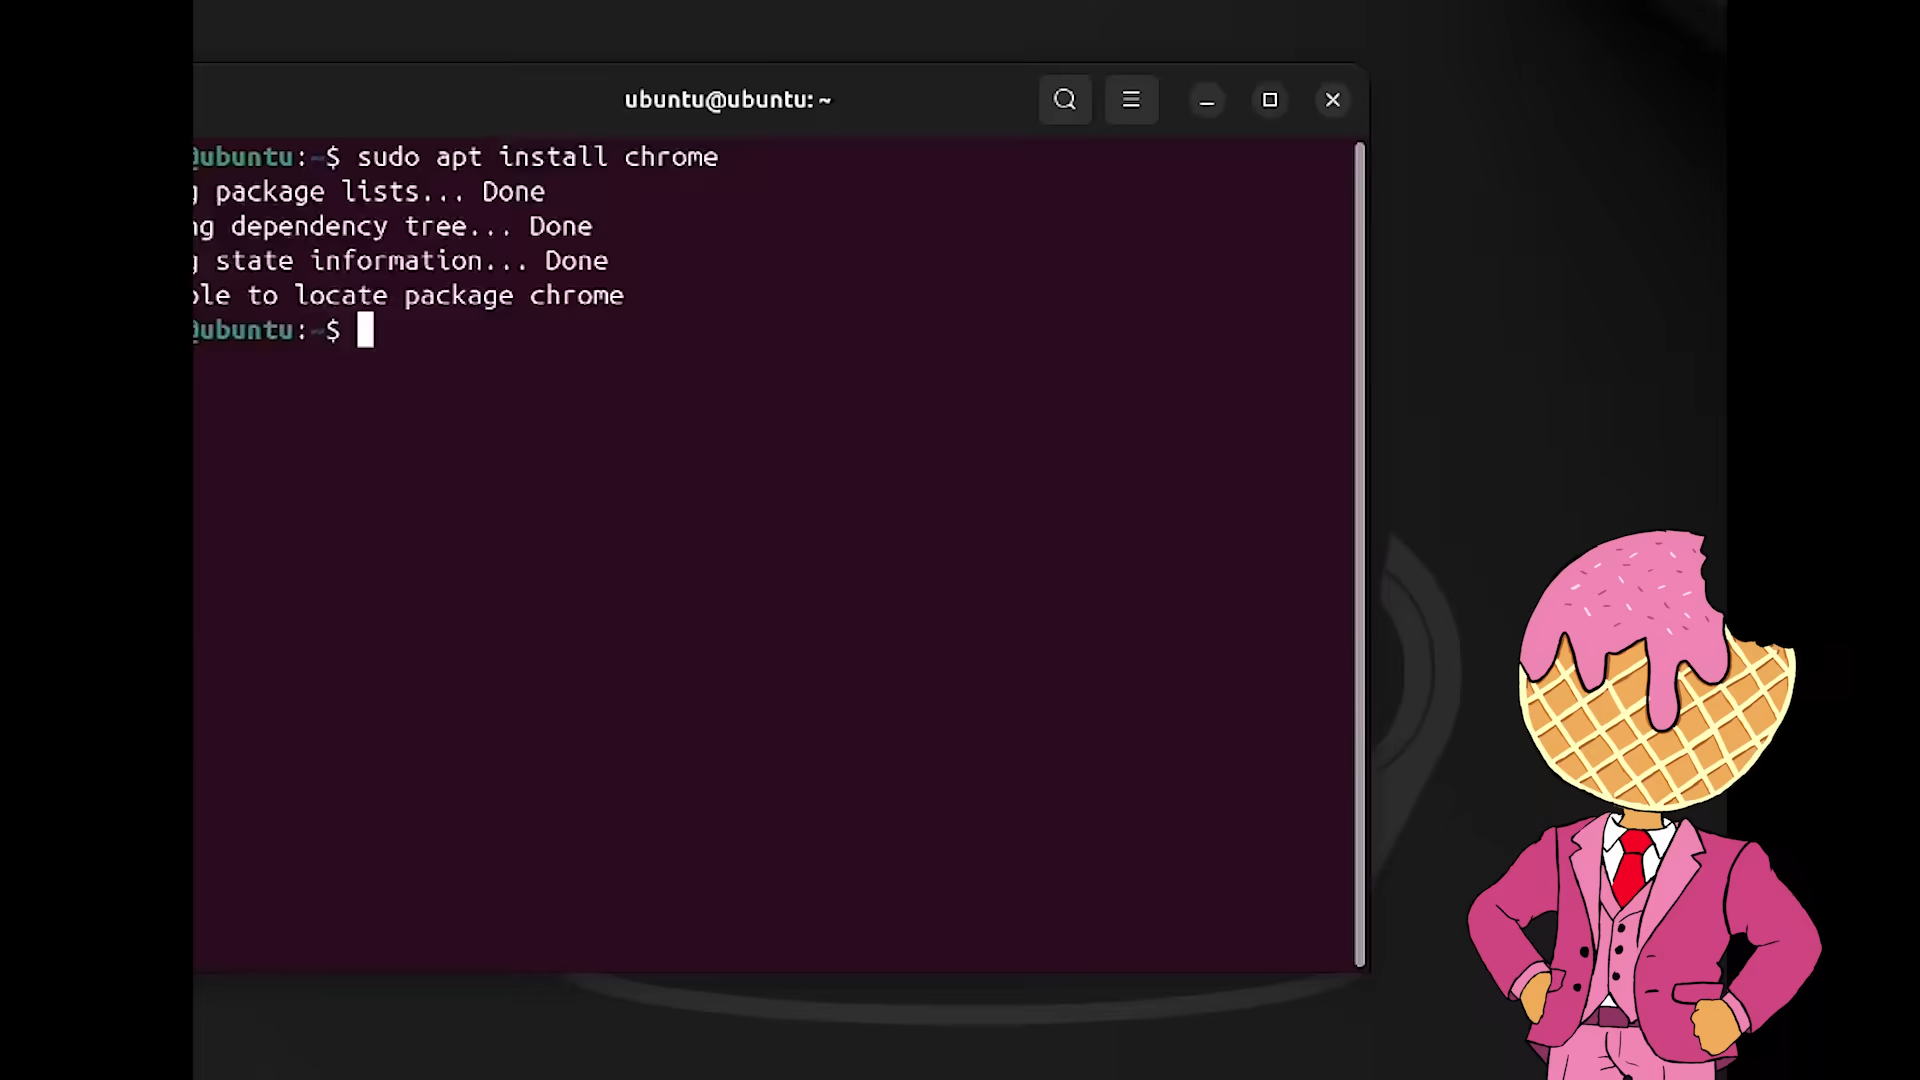 ubuntu@ubuntu: ~
@ubuntu:~$ sudo apt install chrome
package lists... Done
dependency tree... Done
state information... Done
to locate package chrome
@ubuntu:~$